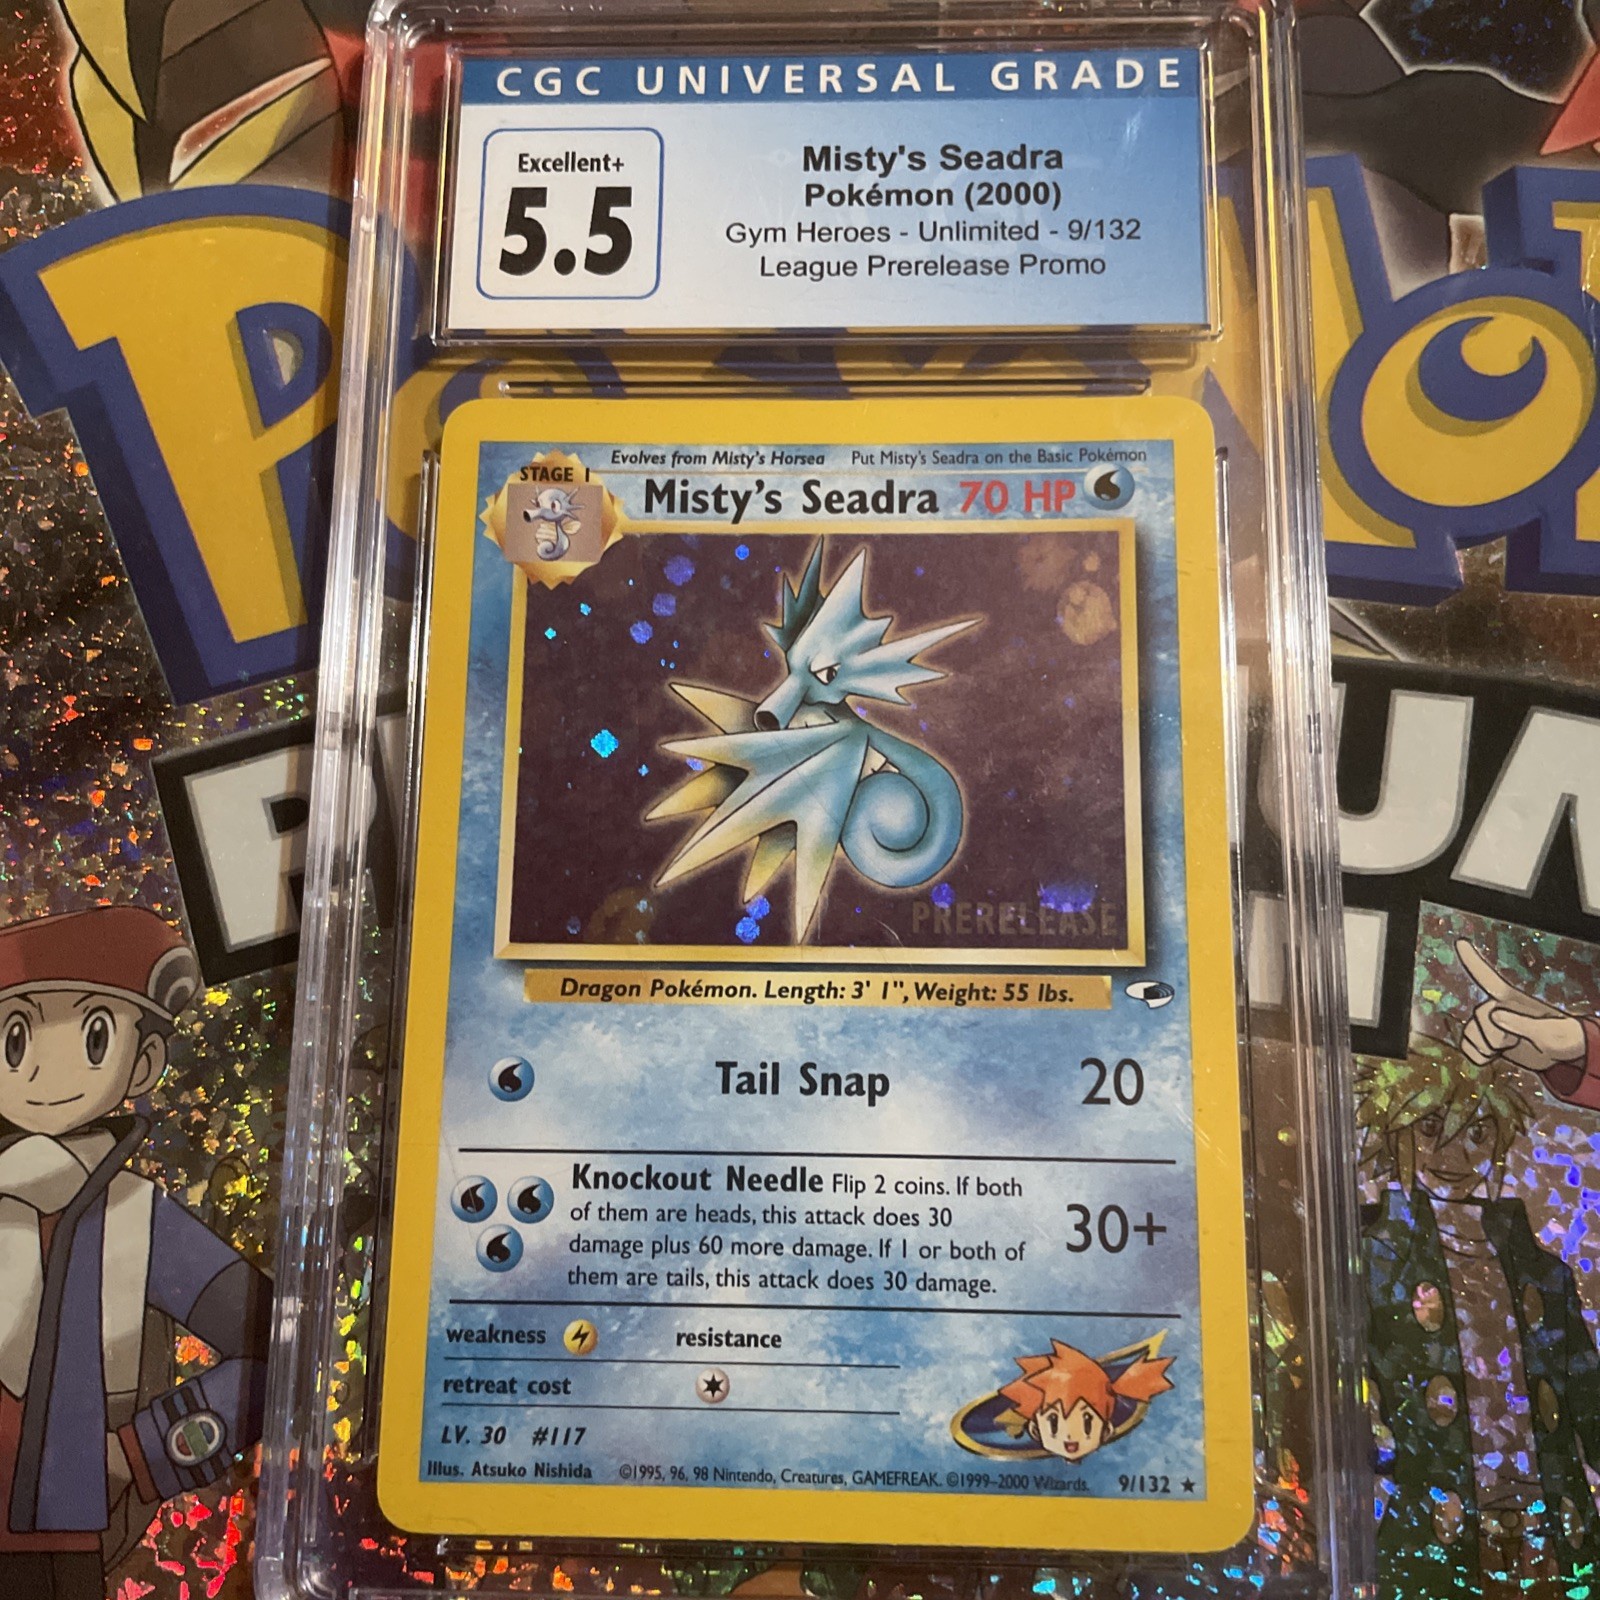 CGC UNIVERSAL GRADE
Excellent+
5.5
Misty's Seadra
Pokémon (2000)
Gym Heroes - Unlimited - 9/132
League Prerelease Promo
Evolves from Misty's Horsea Put Misty's Seadra on the Basic Pokémon
STAGE 1
Misty's Seadra 70 HP
PRERELEASE
Dragon Pokémon. Length: 3' 1", Weight: 55 lbs.
Tail Snap 20
Knockout Needle Flip 2 coins. If both
of them are heads, this attack does 30
damage plus 60 more damage. If 1 or both of
them are tails, this attack does 30 damage.
30+
weakness resistance
retreat cost
LV. 30 #117
Illus. Atsuko Nishida ©1995, 96, 98 Nintendo, Creatures, GAMEFREAK. ©1999-2000 Wizards. 9/132 ★